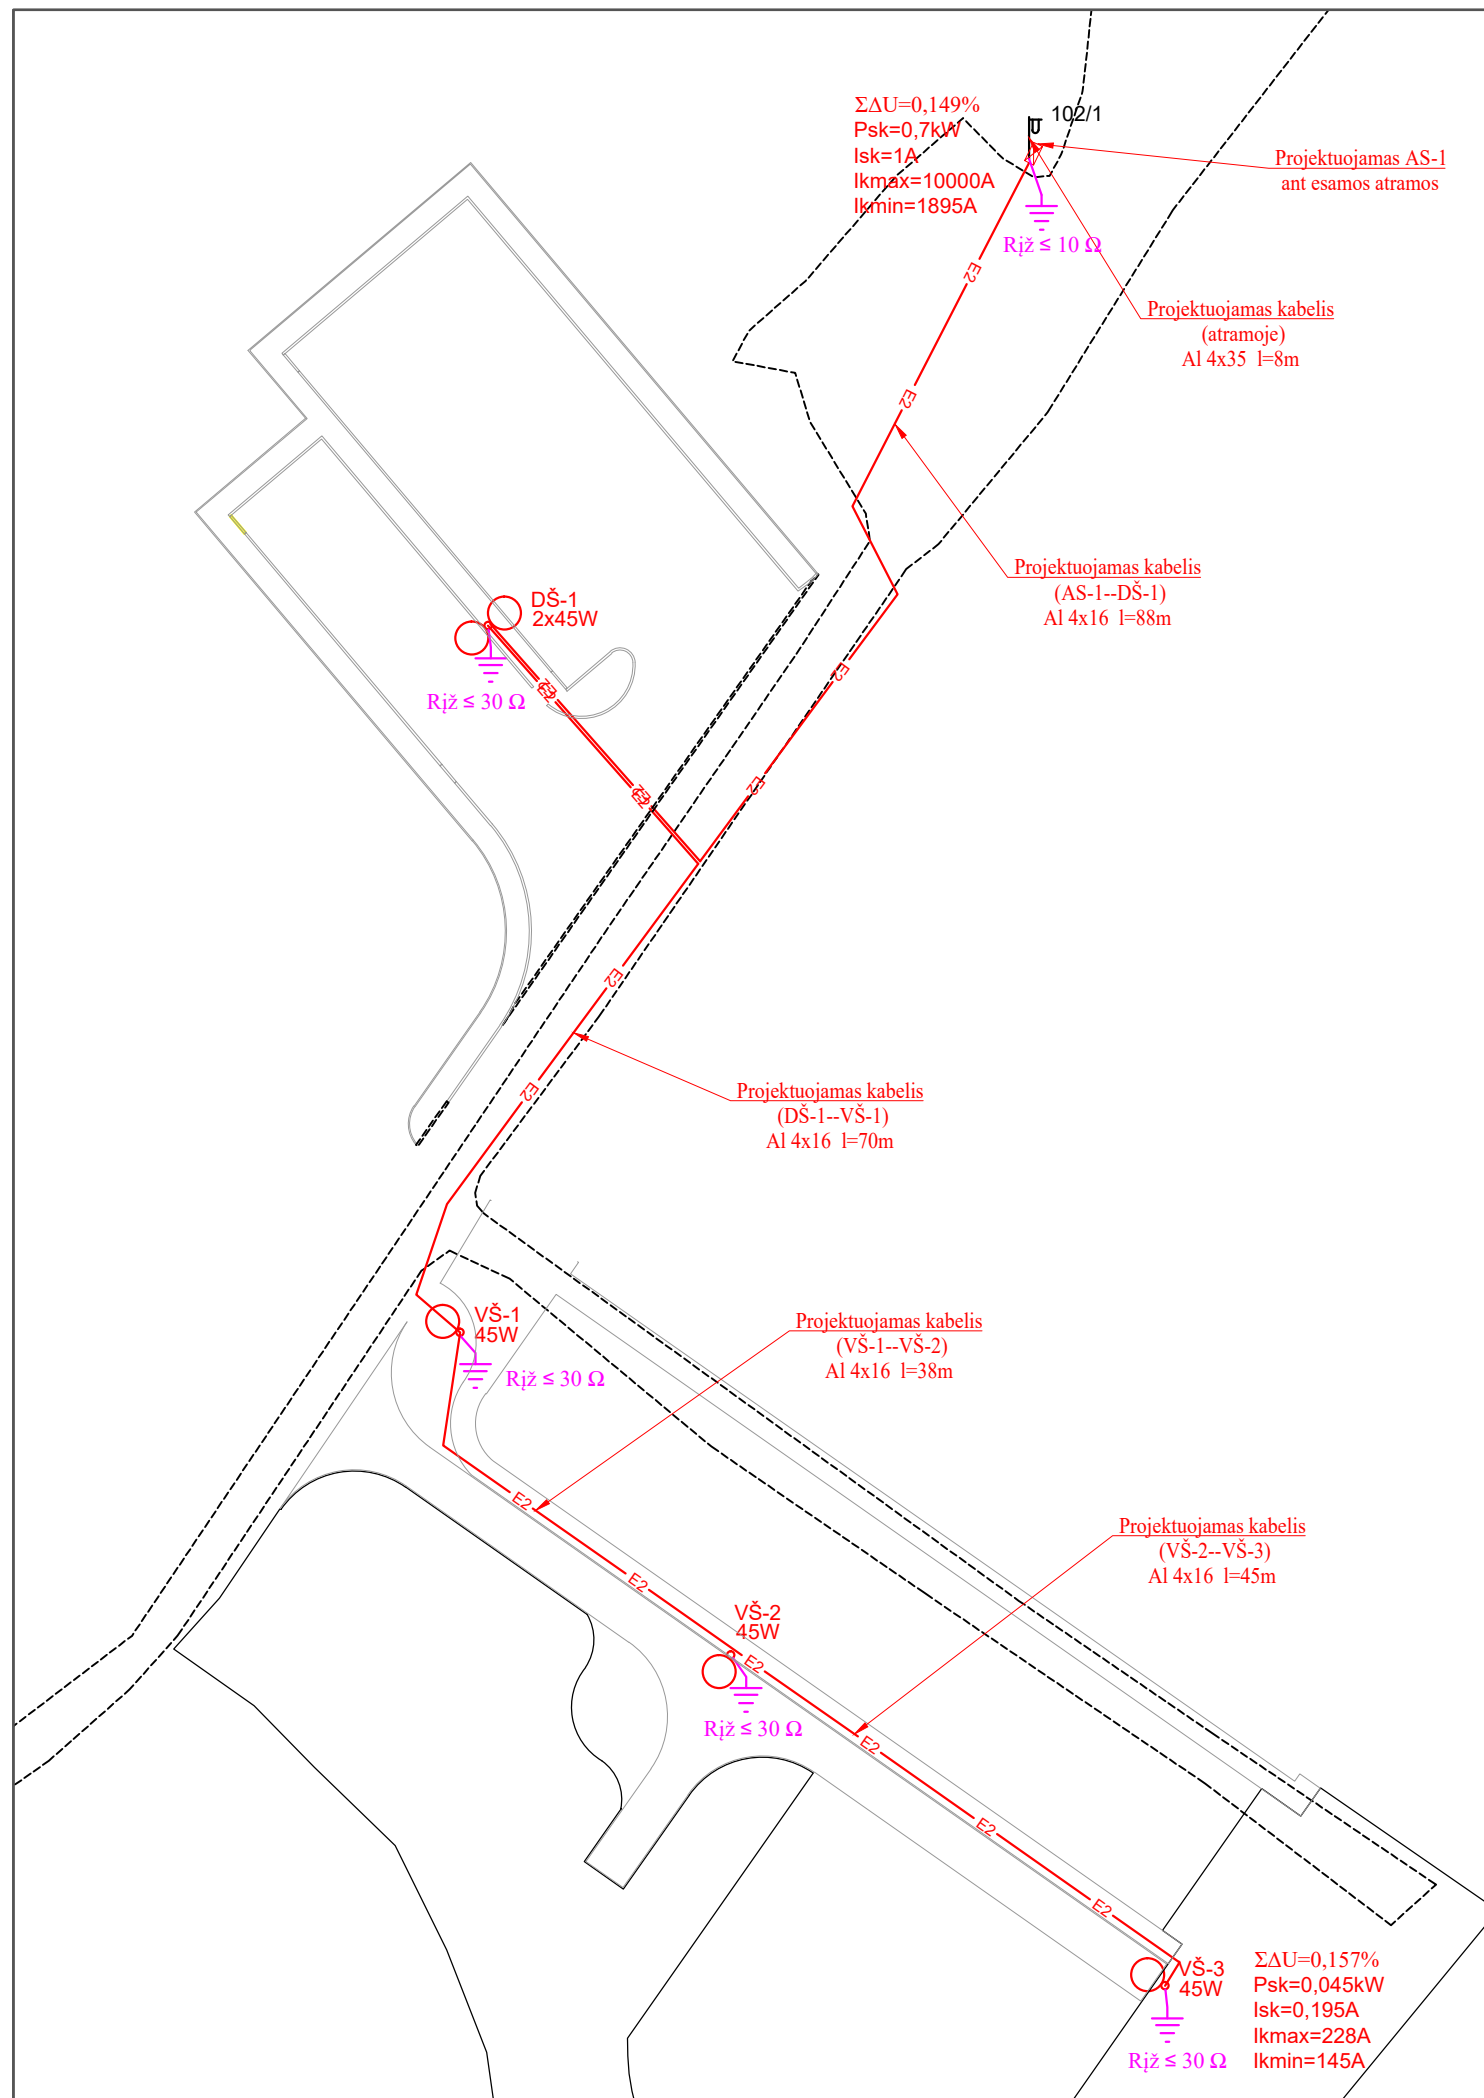 ΣΔU=0,149%
Psk=0,7kW
Isk=1A
Ikmax=10000A
Ikmin=1895A
102/1
Projektuojamas AS-1
ant esamos atramos
Rįž ≤ 10 Ω
E2
Projektuojamas kabelis
(atramoje)
Al 4x35 l=8m
E2
Projektuojamas kabelis
(AS-1--DŠ-1)
Al 4x16 l=88m
DŠ-1
2x45W
Rįž ≤ 30 Ω
E2
E2
E2
E2
E2
E2
E2
Projektuojamas kabelis
(DŠ-1--VŠ-1)
Al 4x16 l=70m
E2
VŠ-1
45W
Rįž ≤ 30 Ω
Projektuojamas kabelis
(VŠ-1--VŠ-2)
Al 4x16 l=38m
E2
Projektuojamas kabelis
(VŠ-2--VŠ-3)
Al 4x16 l=45m
E2
VŠ-2
45W
E2
Rįž ≤ 30 Ω
E2
E2
E2
VŠ-3
45W
Rįž ≤ 30 Ω
ΣΔU=0,157%
Psk=0,045kW
Isk=0,195A
Ikmax=228A
Ikmin=145A